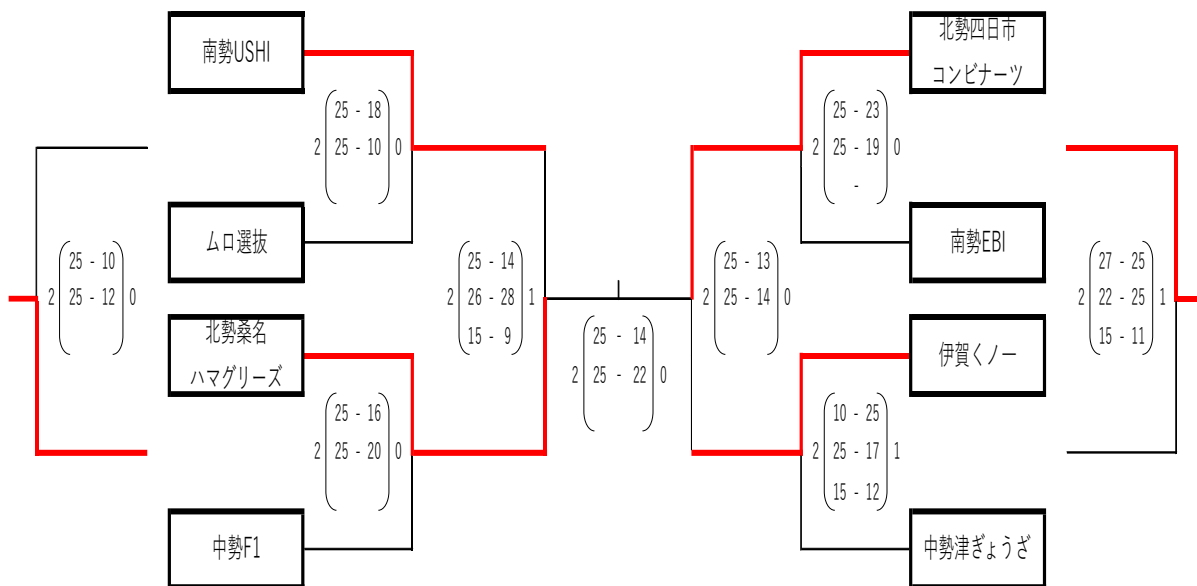 南勢USHI
25 - 18
2 25 - 10 0
ムロ選抜
25 - 10
2 25 - 12 0
北勢桑名
ハマグリーズ
25 - 16
2 25 - 20 0
中勢F1
25 - 14
2 26 - 28 1
15 - 9
25 - 14
2 25 - 22 0
25 - 13
2 25 - 14 0
北勢四日市
コンビナーツ
25 - 23
2 25 - 19 0
-
南勢EBI
27 - 25
2 22 - 25 1
15 - 11
伊賀くノ一
10 - 25
2 25 - 17 1
15 - 12
中勢津ぎょうざ